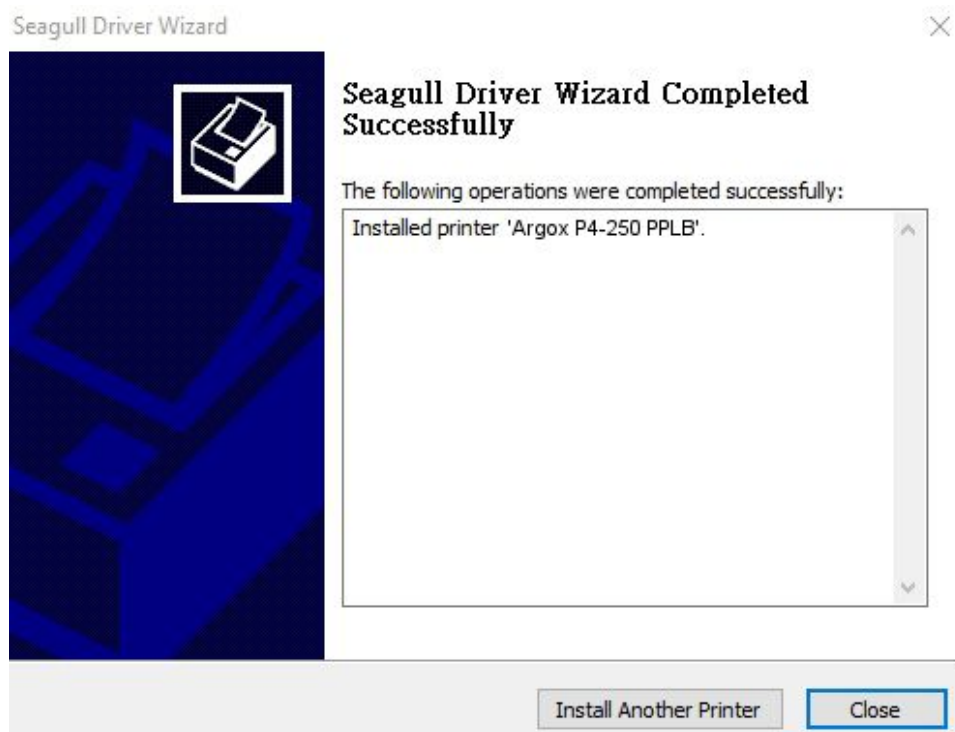 Seagull Driver Wizard
Seagull Driver Wizard Completed
Successfully
The following operations were completed successfully:
Installed printer 'Argox P4-250 PPLB'.
Install Another Printer
Close